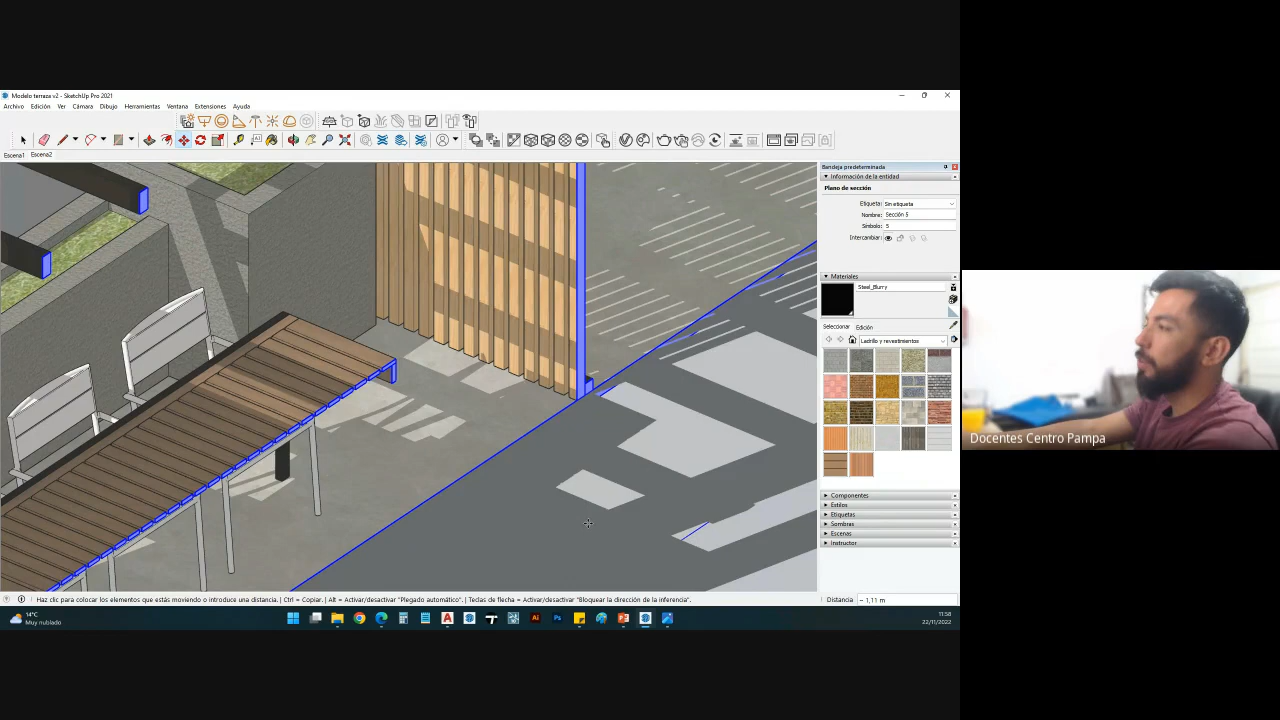 Modelo terraza v2 - SketchUp Pro 2021
Archivo Edición Ver Cámara Dibujo Herramientas Ventana Extensiones Ayuda
Escena1 Escena2
Bandeja predeterminada
Información de la entidad
Plano de sección
Etiqueta: Sin etiqueta
Nombre: Sección 5
Símbolo: 5
Intercambiar:
Materiales
Steel_Blurry
Seleccionar Edición
Ladrillo y revestimientos
Componentes
Estilos
Etiquetas
Sombras
Escenas
Instructor
Docentes Centro Pampa
Haz clic para colocar los elementos que estás moviendo o introduce una distancia. | Ctrl = Copiar. | Alt = Activar/desactivar "Plegado automático". | Teclas de flecha = Activar/desactivar "Bloquear la dirección de la inferencia".
Distancia ~ 1,11 m
14°C
Muy nublado
11:58
22/11/2022